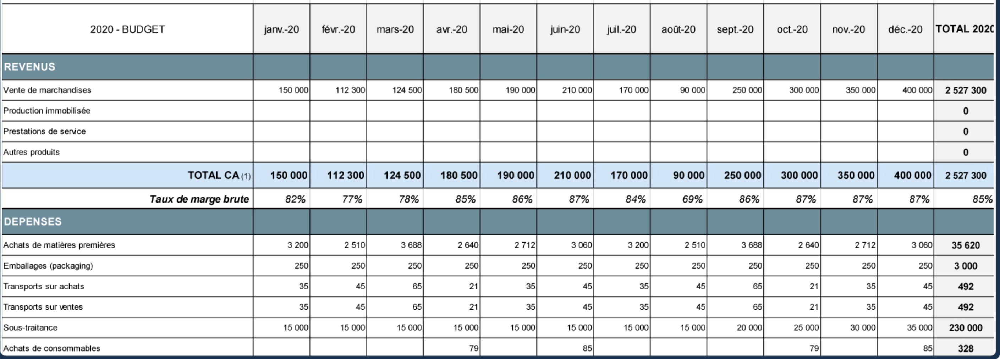 2020 - BUDGET janv.-20 févr.-20 mars-20 avr.-20 mai-20 juin-20 juil.-20 août-20 sept.-20 oct.-20 nov.-20 déc.-20 TOTAL 2020
REVENUS
Vente de marchandises 150 000 112 300 124 500 180 500 190 000 210 000 170 000 90 000 250 000 300 000 350 000 400 000 2 527 300
Production immobilisée 0
Prestations de service 0
Autres produits 0
TOTAL CA (1) 150 000 112 300 124 500 180 500 190 000 210 000 170 000 90 000 250 000 300 000 350 000 400 000 2 527 300
Taux de marge brute 82% 77% 78% 85% 86% 87% 84% 69% 86% 87% 87% 87% 85%
DEPENSES
Achats de matières premières 3 200 2 510 3 688 2 640 2 712 3 060 3 200 2 510 3 688 2 640 2 712 3 060 35 620
Emballages (packaging) 250 250 250 250 250 250 250 250 250 250 250 250 3 000
Transports sur achats 35 45 65 21 35 45 35 45 65 21 35 45 492
Transports sur ventes 35 45 65 21 35 45 35 45 65 21 35 45 492
Sous-traitance 15 000 15 000 15 000 15 000 15 000 15 000 15 000 15 000 20 000 25 000 30 000 35 000 230 000
Achats de consommables 79 85 79 85 328